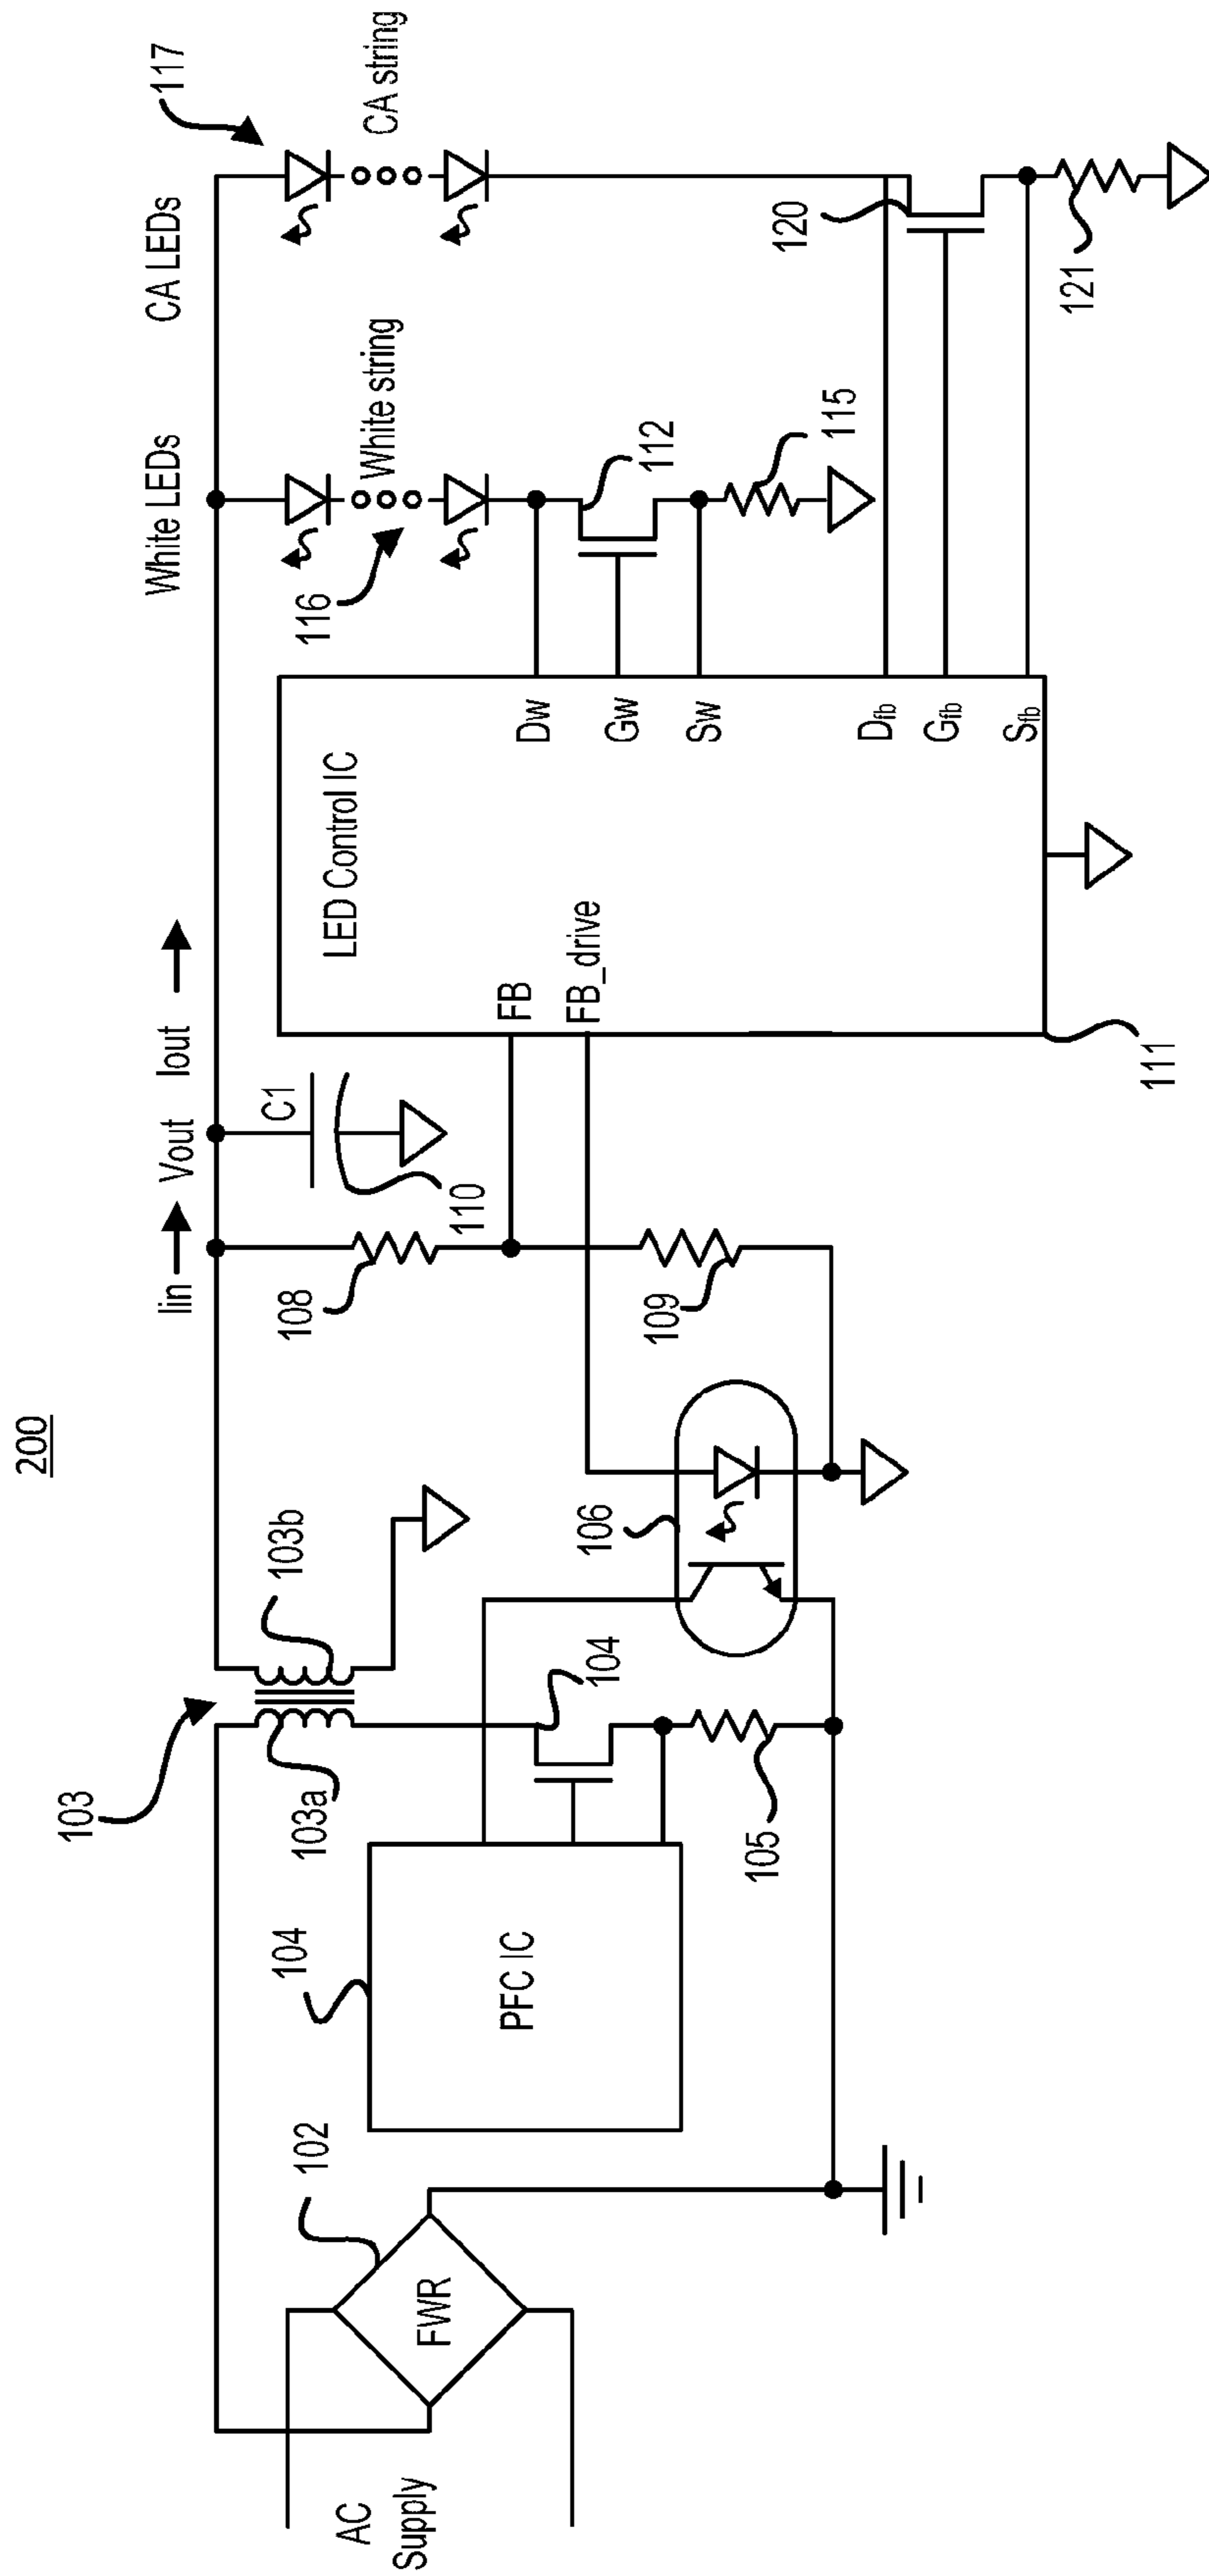 200
AC
Supply
FWR
102
104
PFC IC
103
103a
103b
104
105
106
Iin
Vout
Iout
108
109
C1
110
FB
FB_drive
LED Control IC
111
Dw
Gw
Sw
Dfb
Gfb
Sfb
White LEDs
White string
116
112
115
CA LEDs
CA string
117
120
121